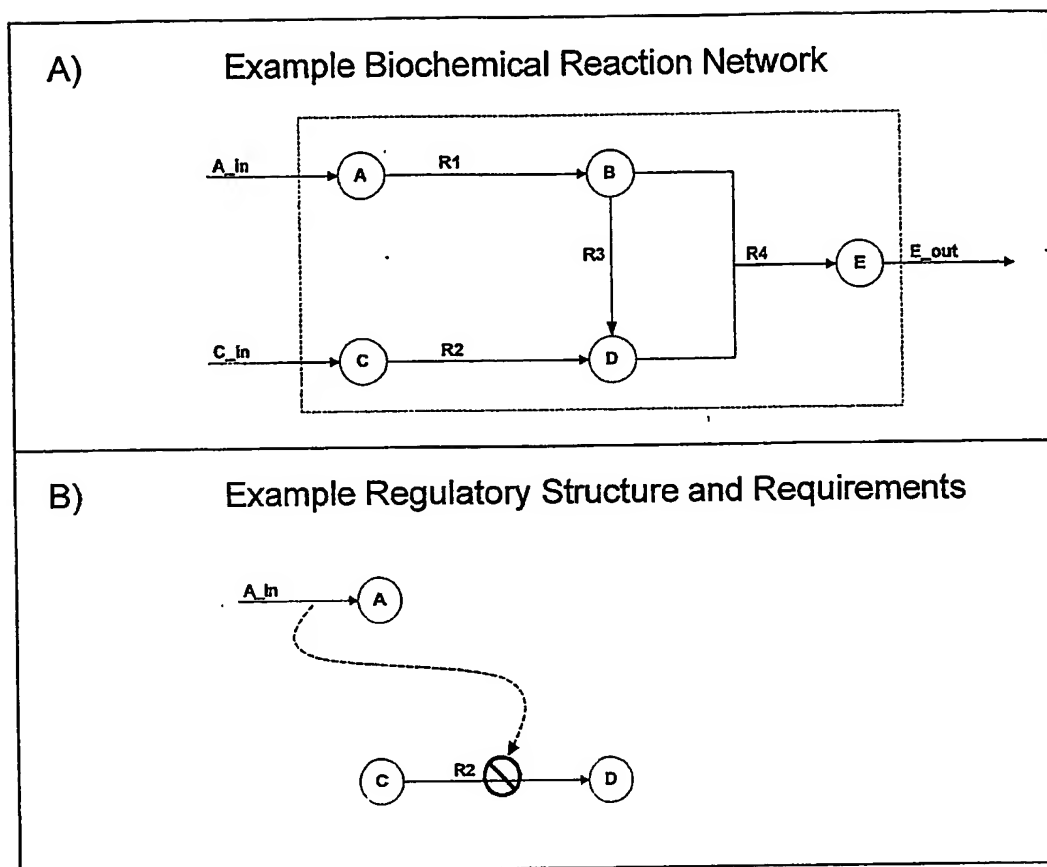 A) Example Biochemical Reaction Network
A_in
A
R1
B
R3
R4
E
E_out
C_in
C
R2
D
B) Example Regulatory Structure and Requirements
A_in
A
C
R2
D